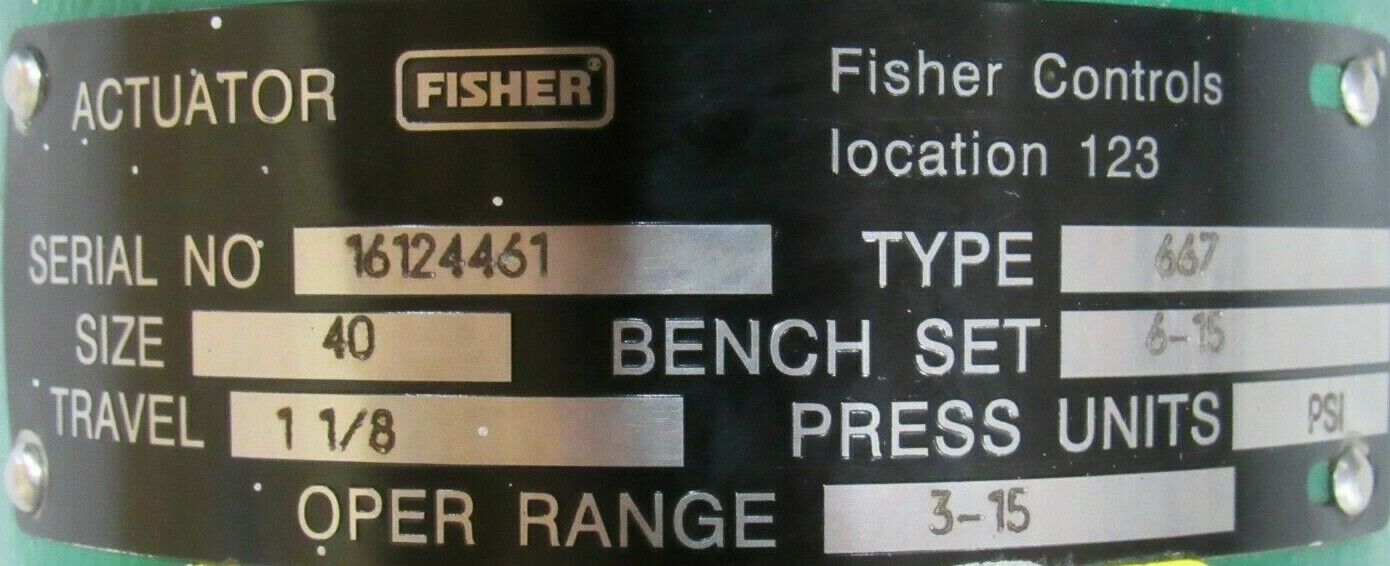 ACTUATOR FISHER® Fisher Controls
location 123
SERIAL NO 16124461 TYPE 667
SIZE 40 BENCH SET 6-15
TRAVEL 1 1/8 PRESS UNITS PSI
OPER RANGE 3-15